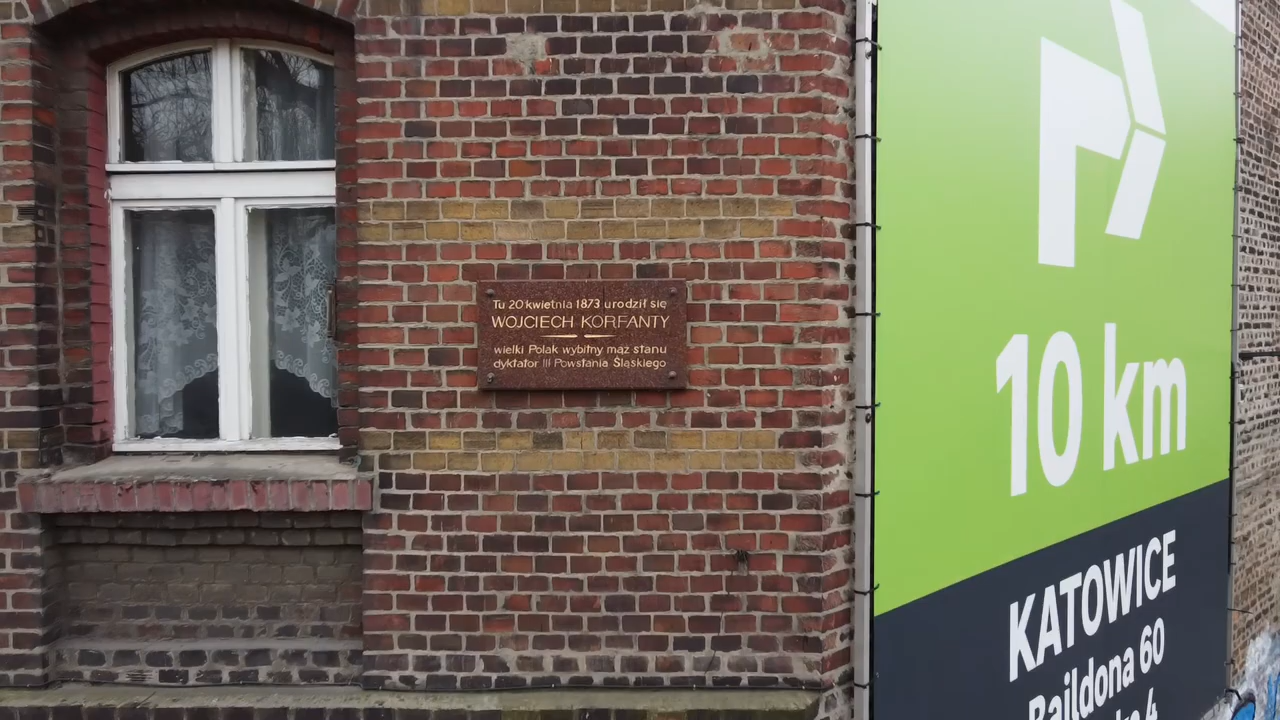 Tu 20 kwietnia 1873 urodził się
WOJCIECH KORFANTY
wielki Polak wybitny mąż stanu
dyktator III Powstania Śląskiego
10 km
KATOWICE
Baildona 60
4